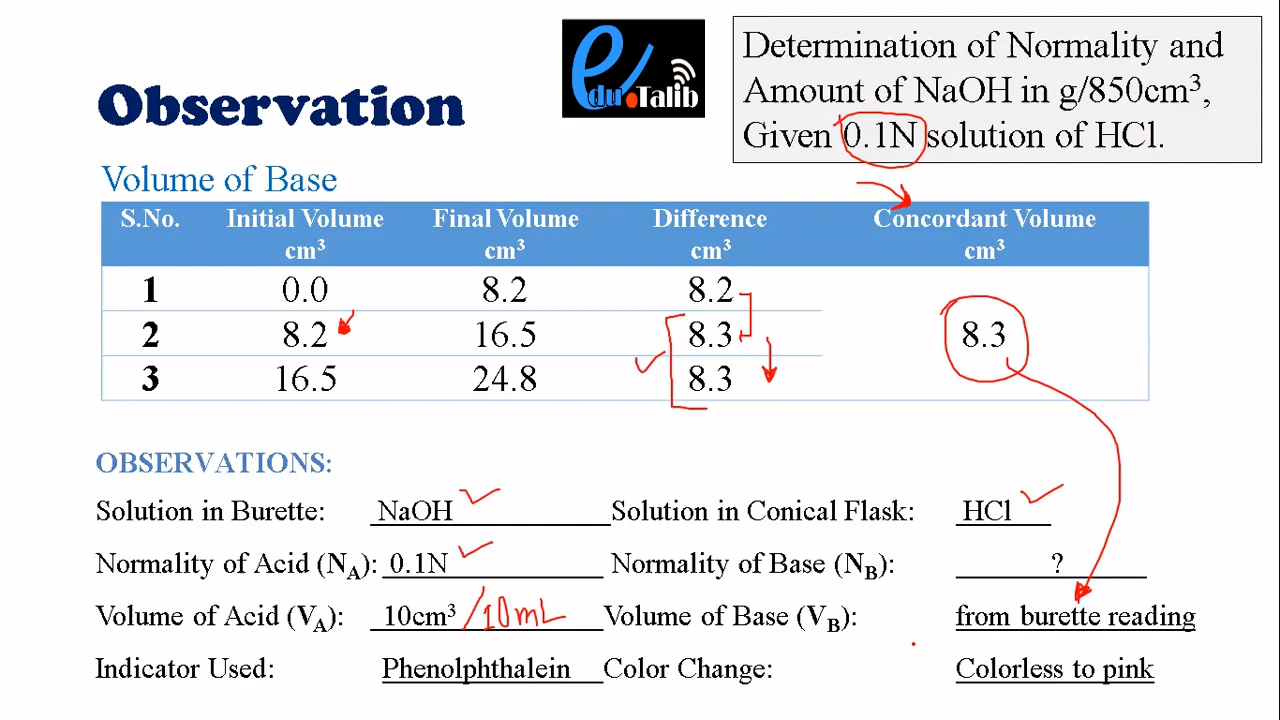 edu.Talib
Determination of Normality and
Amount of NaOH in g/850cm³,
Given 0.1N solution of HCl.
Observation
Volume of Base
S.No. Initial Volume cm³ Final Volume cm³ Difference cm³ Concordant Volume cm³
1 0.0 8.2 8.2
2 8.2 16.5 8.3 8.3
3 16.5 24.8 8.3
OBSERVATIONS:
Solution in Burette: NaOH Solution in Conical Flask: HCl
Normality of Acid (N_A): 0.1N Normality of Base (N_B): ?
Volume of Acid (V_A): 10cm³ /10mL Volume of Base (V_B): from burette reading
Indicator Used: Phenolphthalein Color Change: Colorless to pink